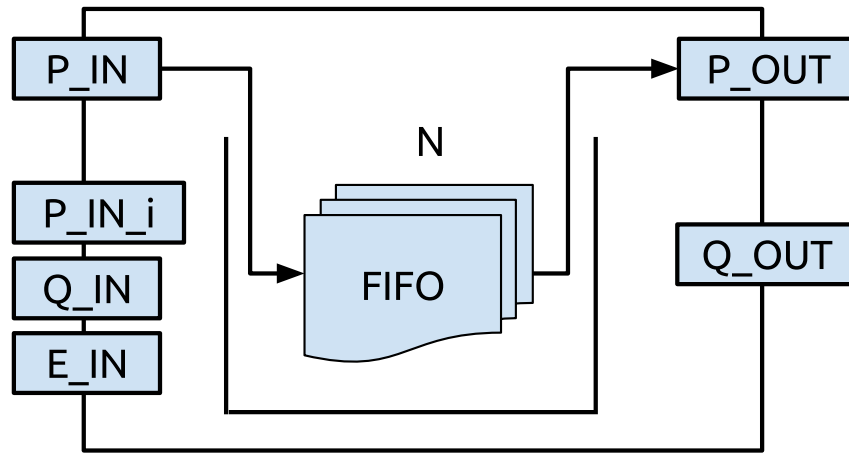 P_IN
P_OUT
N
P_IN_i
Q_OUT
Q_IN
FIFO
E_IN